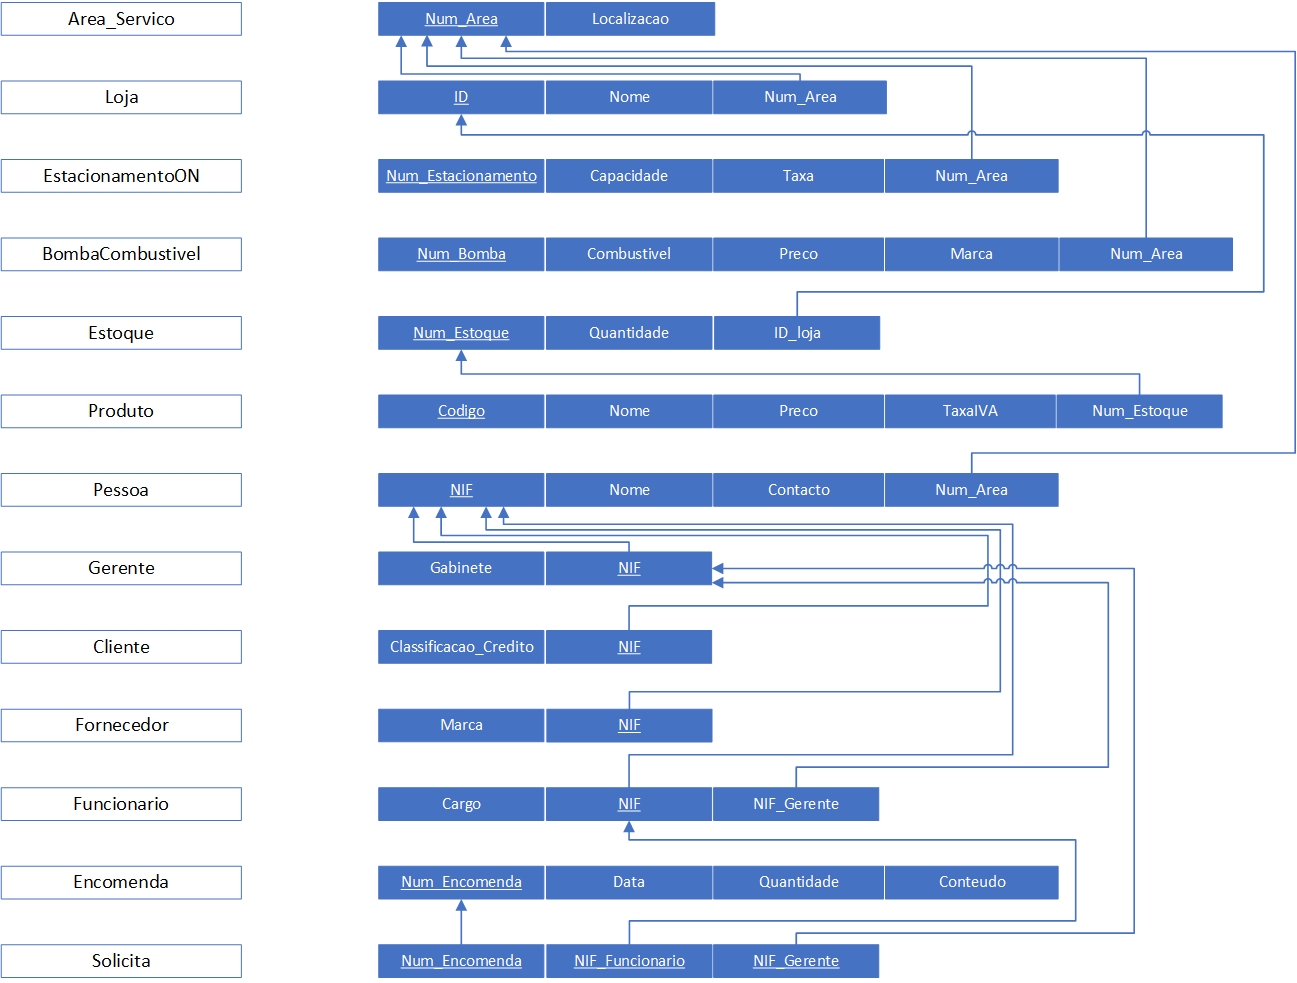 Area_Servico Num_Area Localizacao
Loja ID Nome Num_Area
EstacionamentoON Num_Estacionamento Capacidade Taxa Num_Area
BombaCombustivel Num_Bomba Combustivel Preco Marca Num_Area
Estoque Num_Estoque Quantidade ID_loja
Produto Codigo Nome Preco TaxaIVA Num_Estoque
Pessoa NIF Nome Contacto Num_Area
Gerente Gabinete NIF
Cliente Classificacao_Credito NIF
Fornecedor Marca NIF
Funcionario Cargo NIF NIF_Gerente
Encomenda Num_Encomenda Data Quantidade Conteudo
Solicita Num_Encomenda NIF_Funcionario NIF_Gerente